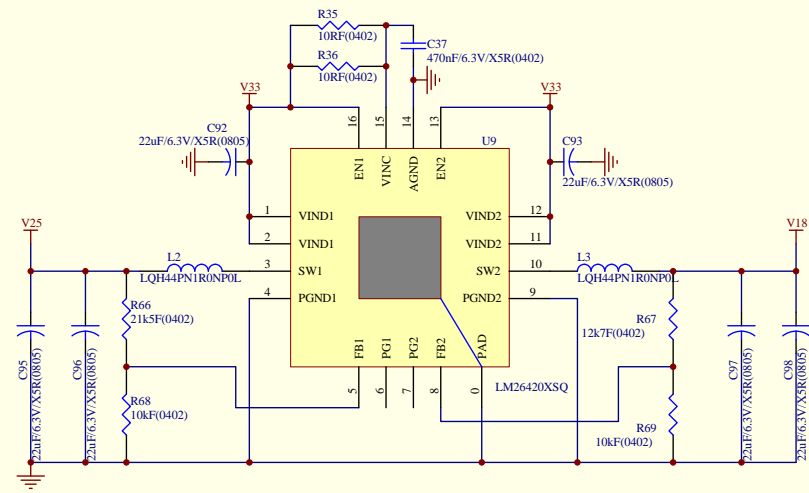 R35
10RF(0402)
R36
10RF(0402)
C37
470nF/6.3V/X5R(0402)
V33
V33
C92
22uF/6.3V/X5R(0805)
16
15
14
13
U9
EN1
VINC
AGND
EN2
C93
22uF/6.3V/X5R(0805)
1
VIND1
VIND2
12
2
VIND1
VIND2
11
V25
V18
L2
LQH44PN1R0NP0L
3
SW1
SW2
10
L3
LQH44PN1R0NP0L
4
PGND1
PGND2
9
R66
21k5F(0402)
R67
12k7F(0402)
FB1
PG1
PG2
FB2
PAD
5
6
7
8
0
LM26420XSQ
C95
22uF/6.3V/X5R(0805)
C96
22uF/6.3V/X5R(0805)
R68
10kF(0402)
R69
10kF(0402)
C97
22uF/6.3V/X5R(0805)
C98
22uF/6.3V/X5R(0805)